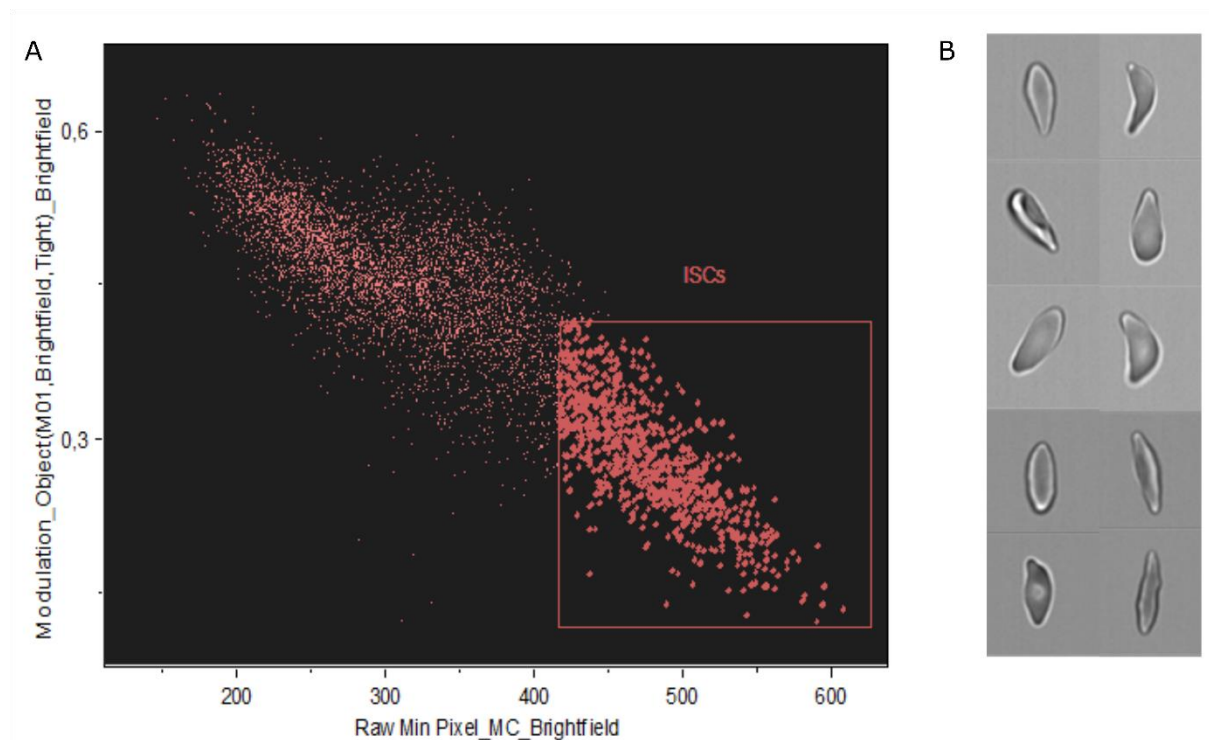 A
B
Modulation_Object(M01,Brightfield,Tight)_Brightfield
0,6
0,3
ISCs
200 300 400 500 600
Raw Min Pixel_MC_Brightfield